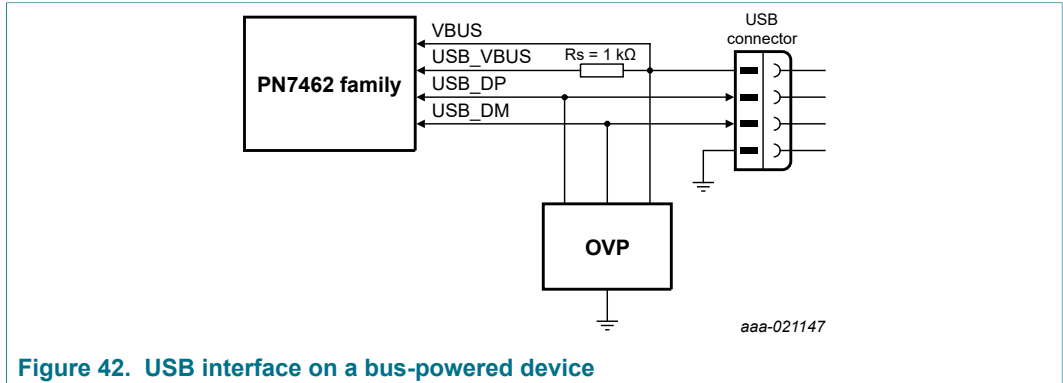 USB
connector
VBUS
USB_VBUS
Rs = 1 kΩ
PN7462 family
USB_DP
USB_DM
OVP
aaa-021147
Figure 42. USB interface on a bus-powered device